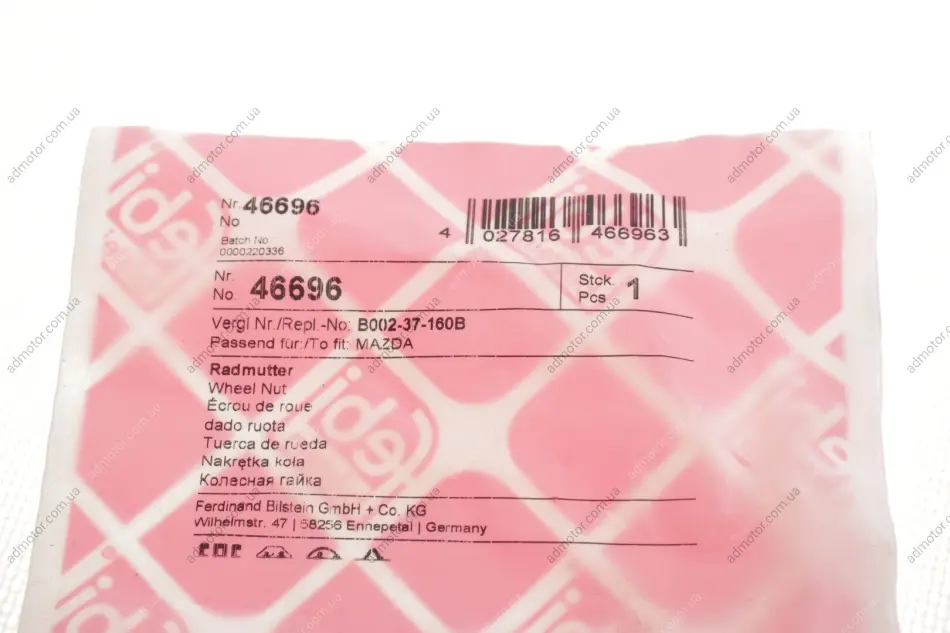 Nr. 46696
No
Batch No
0000220336
4 027816 466963
Nr.
No. 46696
Stck.
Pcs 1
Vergl Nr./Repl.-No: B002-37-160B
Passend für:/To fit: MAZDA
Radmutter
Wheel Nut
Écrou de roue
dado ruota
Tuerca de rueda
Nakrętka koła
Колесная гайка
Ferdinand Bilstein GmbH + Co. KG
Wilhelmstr. 47 | 58256 Ennepetal | Germany
febi
febi
admotor.com.ua